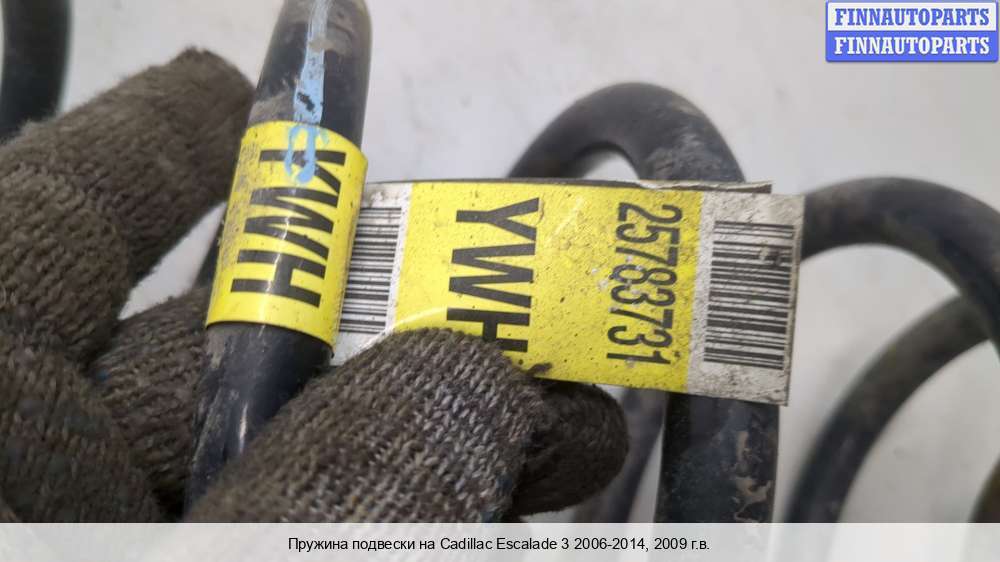 FINNAUTOPARTS
FINNAUTOPARTS
YWH
YWH
25783731
Пружина подвески на Cadillac Escalade 3 2006-2014, 2009 г.в.